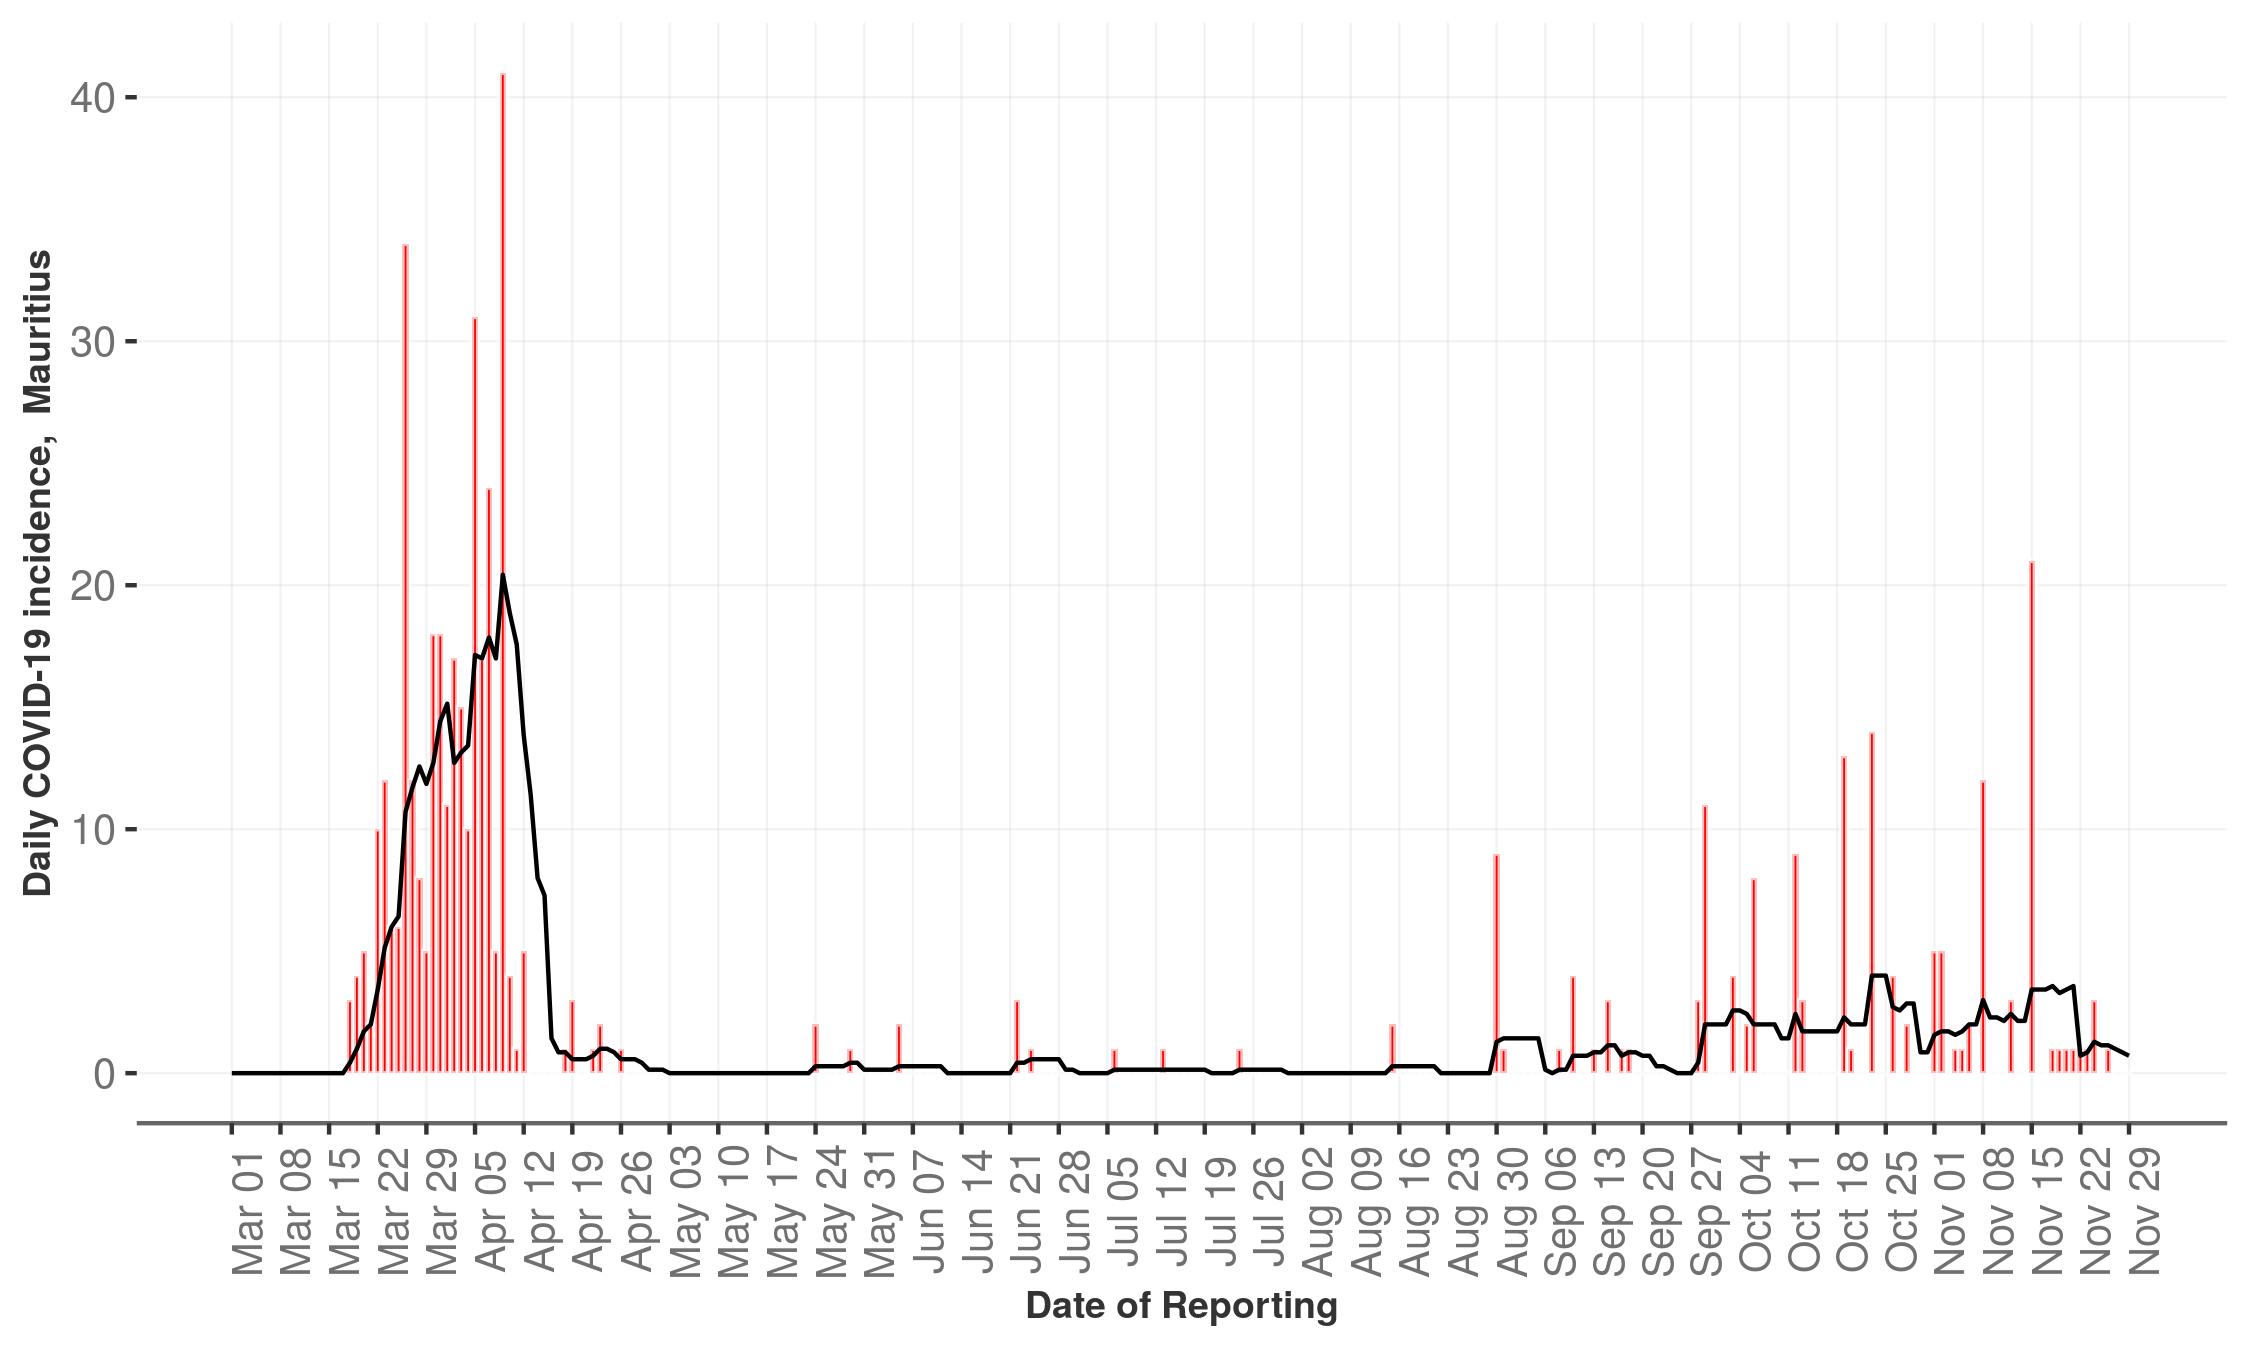 Daily COVID-19 incidence,  Mauritius
40
30
20
10
0
Mar 01
Mar 08
Mar 15
Mar 22
Mar 29
Apr 05
Apr 12
Apr 19
Apr 26
May 03
May 10
May 17
May 24
May 31
Jun 07
Jun 14
Jun 21
Jun 28
Jul 05
Jul 12
Jul 19
Jul 26
Aug 02
Aug 09
Aug 16
Aug 23
Aug 30
Sep 06
Sep 13
Sep 20
Sep 27
Oct 04
Oct 11
Oct 18
Oct 25
Nov 01
Nov 08
Nov 15
Nov 22
Nov 29
Date of Reporting